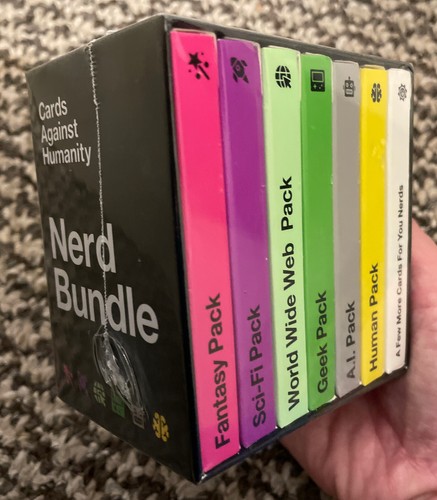 Cards
Against
Humanity
Nerd
Bundle
Fantasy Pack
Sci-Fi Pack
World Wide Web Pack
Geek Pack
A.I. Pack
Human Pack
A Few More Cards For You Nerds